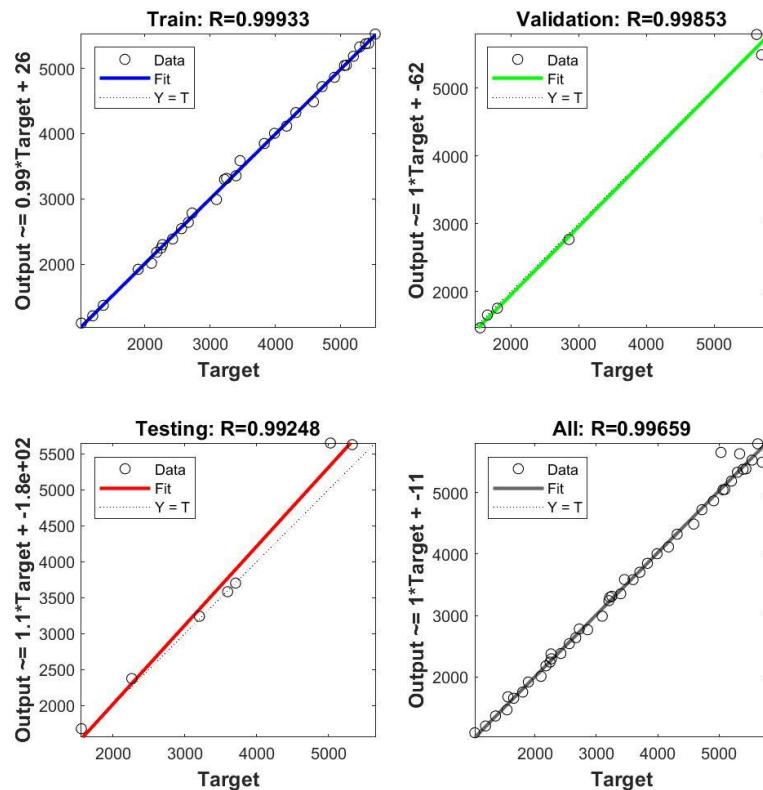 Train: R=0.99933
Output ~= 0.99*Target + 26
Data
Fit
Y = T
5000
4000
3000
2000
2000 3000 4000 5000
Target
Validation: R=0.99853
Output ~= 1*Target + -62
Data
Fit
Y = T
5000
4000
3000
2000
2000 3000 4000 5000
Target
Testing: R=0.99248
Output ~= 1.1*Target + -1.8e+02
Data
Fit
Y = T
5500
5000
4500
4000
3500
3000
2500
2000
2000 3000 4000 5000
Target
All: R=0.99659
Output ~= 1*Target + -11
Data
Fit
Y = T
5000
4000
3000
2000
2000 3000 4000 5000
Target